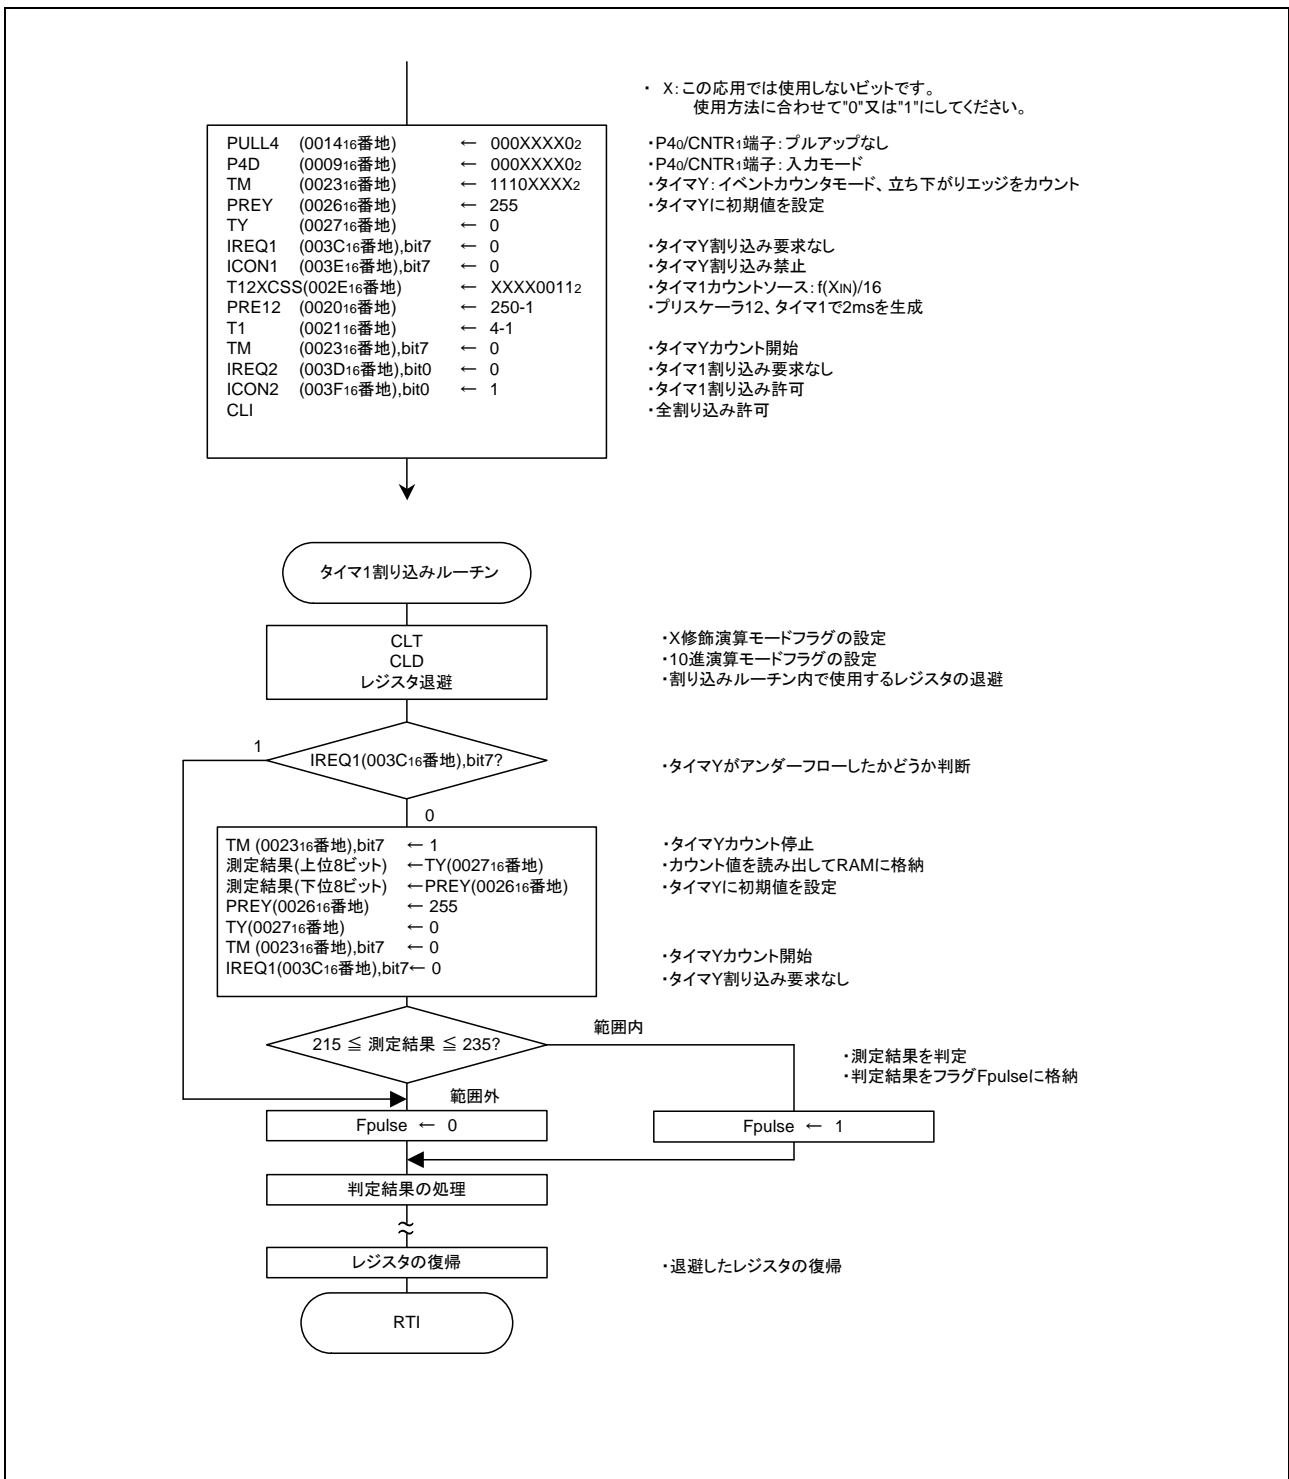 ・ X：この応用では使用しないビットです。
使用方法に合わせて"0"又は"1"にしてください。
PULL4 (0014₁₆番地) ← 000XXXX0₂ ・P4₀/CNTR₁端子：プルアップなし
P4D (0009₁₆番地) ← 000XXXX0₂ ・P4₀/CNTR₁端子：入力モード
TM (0023₁₆番地) ← 1110XXXX₂ ・タイマY：イベントカウンタモード、立ち下がりエッジをカウント
PREY (0026₁₆番地) ← 255 ・タイマYに初期値を設定
TY (0027₁₆番地) ← 0
IREQ1 (003C₁₆番地),bit7 ← 0 ・タイマY割り込み要求なし
ICON1 (003E₁₆番地),bit7 ← 0 ・タイマY割り込み禁止
T12XCSS(002E₁₆番地) ← XXXX0011₂ ・タイマ1カウントソース：f(XIN)/16
PRE12 (0020₁₆番地) ← 250-1 ・プリスケーラ12、タイマ1で2msを生成
T1 (0021₁₆番地) ← 4-1
TM (0023₁₆番地),bit7 ← 0 ・タイマYカウント開始
IREQ2 (003D₁₆番地),bit0 ← 0 ・タイマ1割り込み要求なし
ICON2 (003F₁₆番地),bit0 ← 1 ・タイマ1割り込み許可
CLI ・全割り込み許可
タイマ1割り込みルーチン
CLT ・X修飾演算モードフラグの設定
CLD ・10進演算モードフラグの設定
レジスタ退避 ・割り込みルーチン内で使用するレジスタの退避
1
IREQ1(003C₁₆番地),bit7? ・タイマYがアンダーフローしたかどうか判断
0
TM (0023₁₆番地),bit7 ← 1 ・タイマYカウント停止
測定結果(上位8ビット) ←TY(0027₁₆番地) ・カウント値を読み出してRAMに格納
測定結果(下位8ビット) ←PREY(0026₁₆番地) ・タイマYに初期値を設定
PREY(0026₁₆番地) ← 255
TY(0027₁₆番地) ← 0
TM (0023₁₆番地),bit7 ← 0 ・タイマYカウント開始
IREQ1(003C₁₆番地),bit7← 0 ・タイマY割り込み要求なし
範囲内
215 ≦ 測定結果 ≦ 235?
・測定結果を判定
・判定結果をフラグFpulseに格納
範囲外
Fpulse ← 0 Fpulse ← 1
判定結果の処理
レジスタの復帰 ・退避したレジスタの復帰
RTI